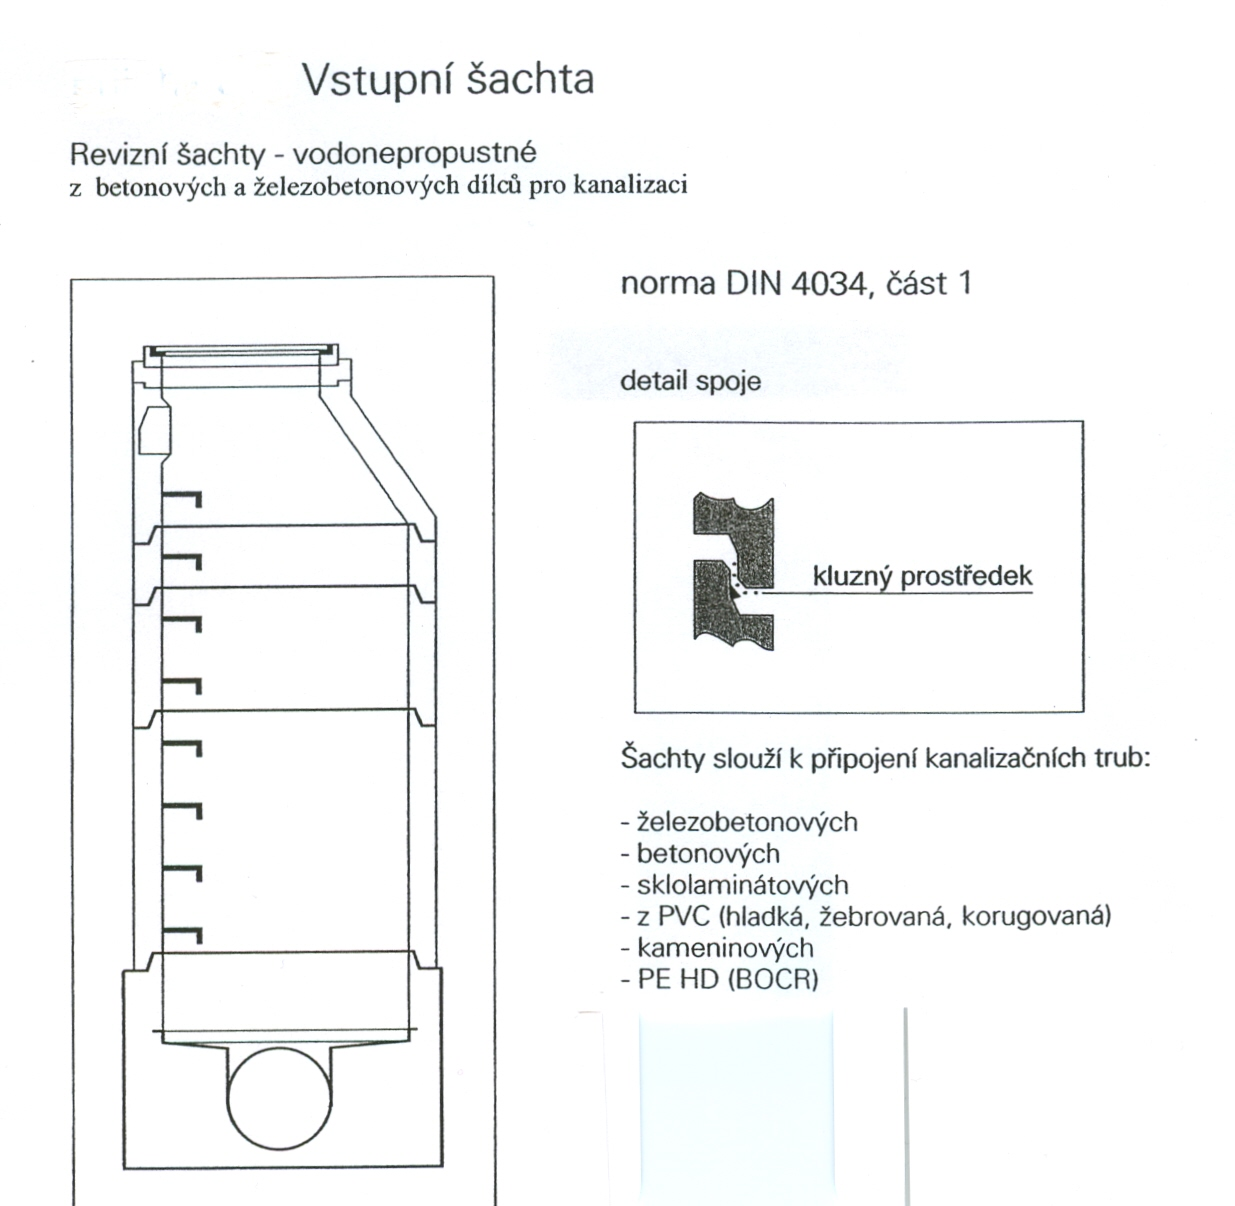 Vstupní šachta
Revizní šachty - vodonepropustné
z betonových a železobetonových dílců pro kanalizaci
norma DIN 4034, část 1
detail spoje
kluzný prostředek
Šachty slouží k připojení kanalizačních trub:
- železobetonových
- betonových
- sklolaminátových
- z PVC (hladká, žebrovaná, korugovaná)
- kameninových
- PE HD (BOCR)